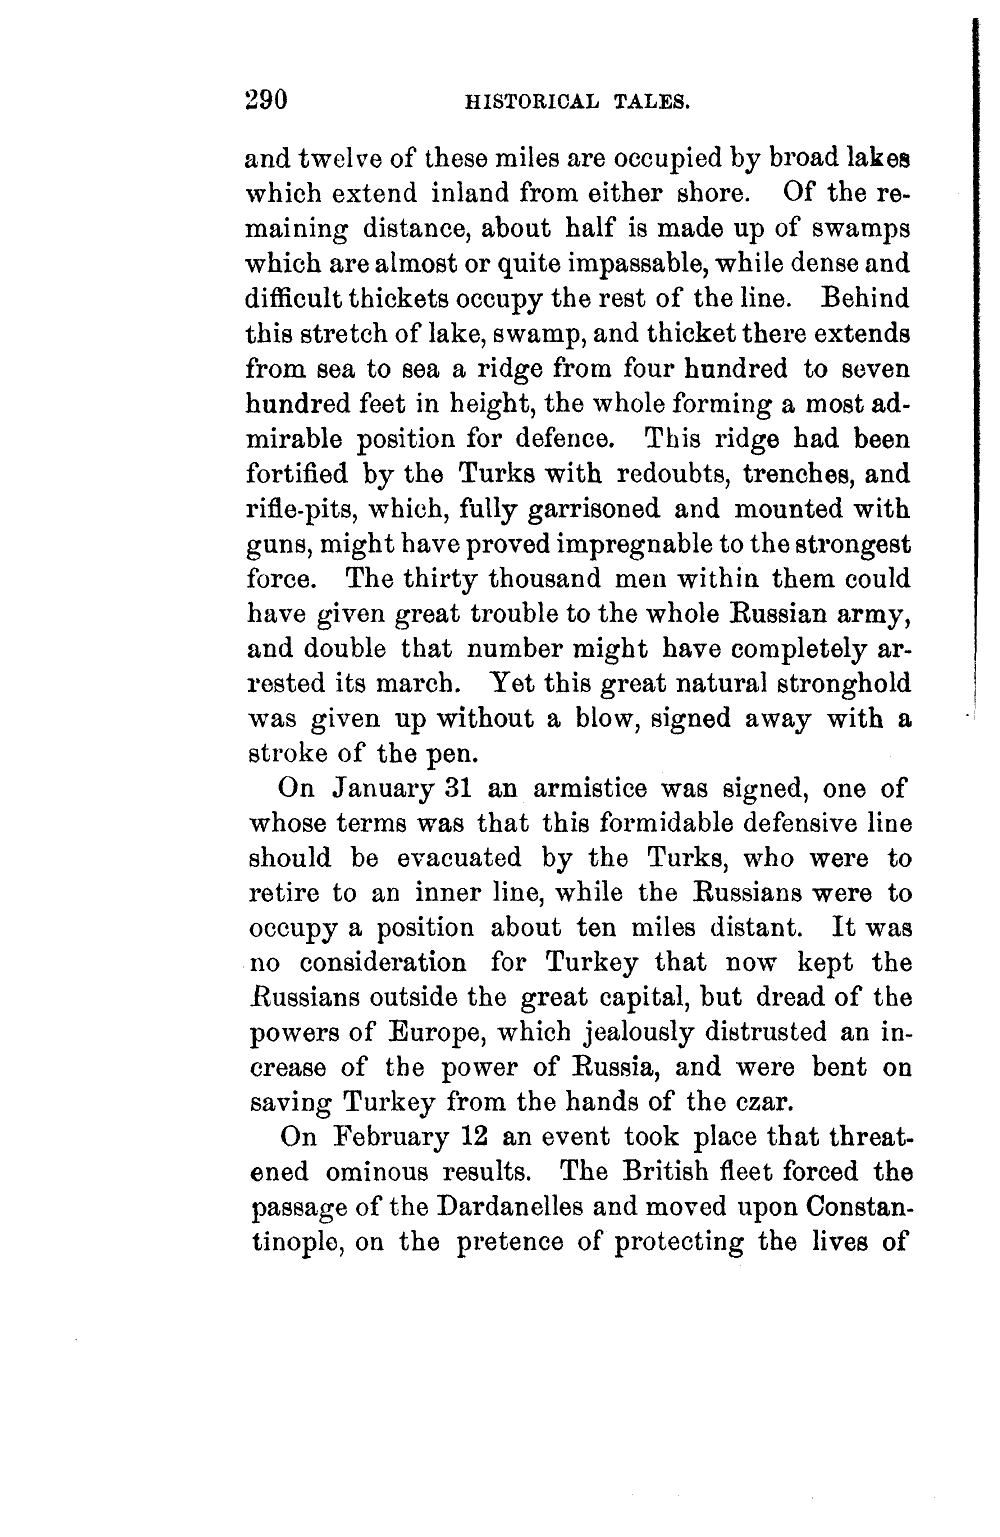 290 HISTORICAL TALES.
and twelve of these miles are occupied by broad lakes
which extend inland from either shore. Of the re-
maining distance, about half is made up of swamps
which are almost or quite impassable, while dense and
difficult thickets occupy the rest of the line. Behind
this stretch of lake, swamp, and thicket there extends
from sea to sea a ridge from four hundred to seven
hundred feet in height, the whole forming a most ad-
mirable position for defence. This ridge had been
fortified by the Turks with redoubts, trenches, and
rifle-pits, which, fully garrisoned and mounted with
guns, might have proved impregnable to the strongest
force. The thirty thousand men within them could
have given great trouble to the whole Russian army,
and double that number might have completely ar-
rested its march. Yet this great natural stronghold
was given up without a blow, signed away with a
stroke of the pen.
On January 31 an armistice was signed, one of
whose terms was that this formidable defensive line
should be evacuated by the Turks, who were to
retire to an inner line, while the Russians were to
occupy a position about ten miles distant. It was
no consideration for Turkey that now kept the
Russians outside the great capital, but dread of the
powers of Europe, which jealously distrusted an in-
crease of the power of Russia, and were bent on
saving Turkey from the hands of the czar.
On February 12 an event took place that threat-
ened ominous results. The British fleet forced the
passage of the Dardanelles and moved upon Constan-
tinople, on the pretence of protecting the lives of